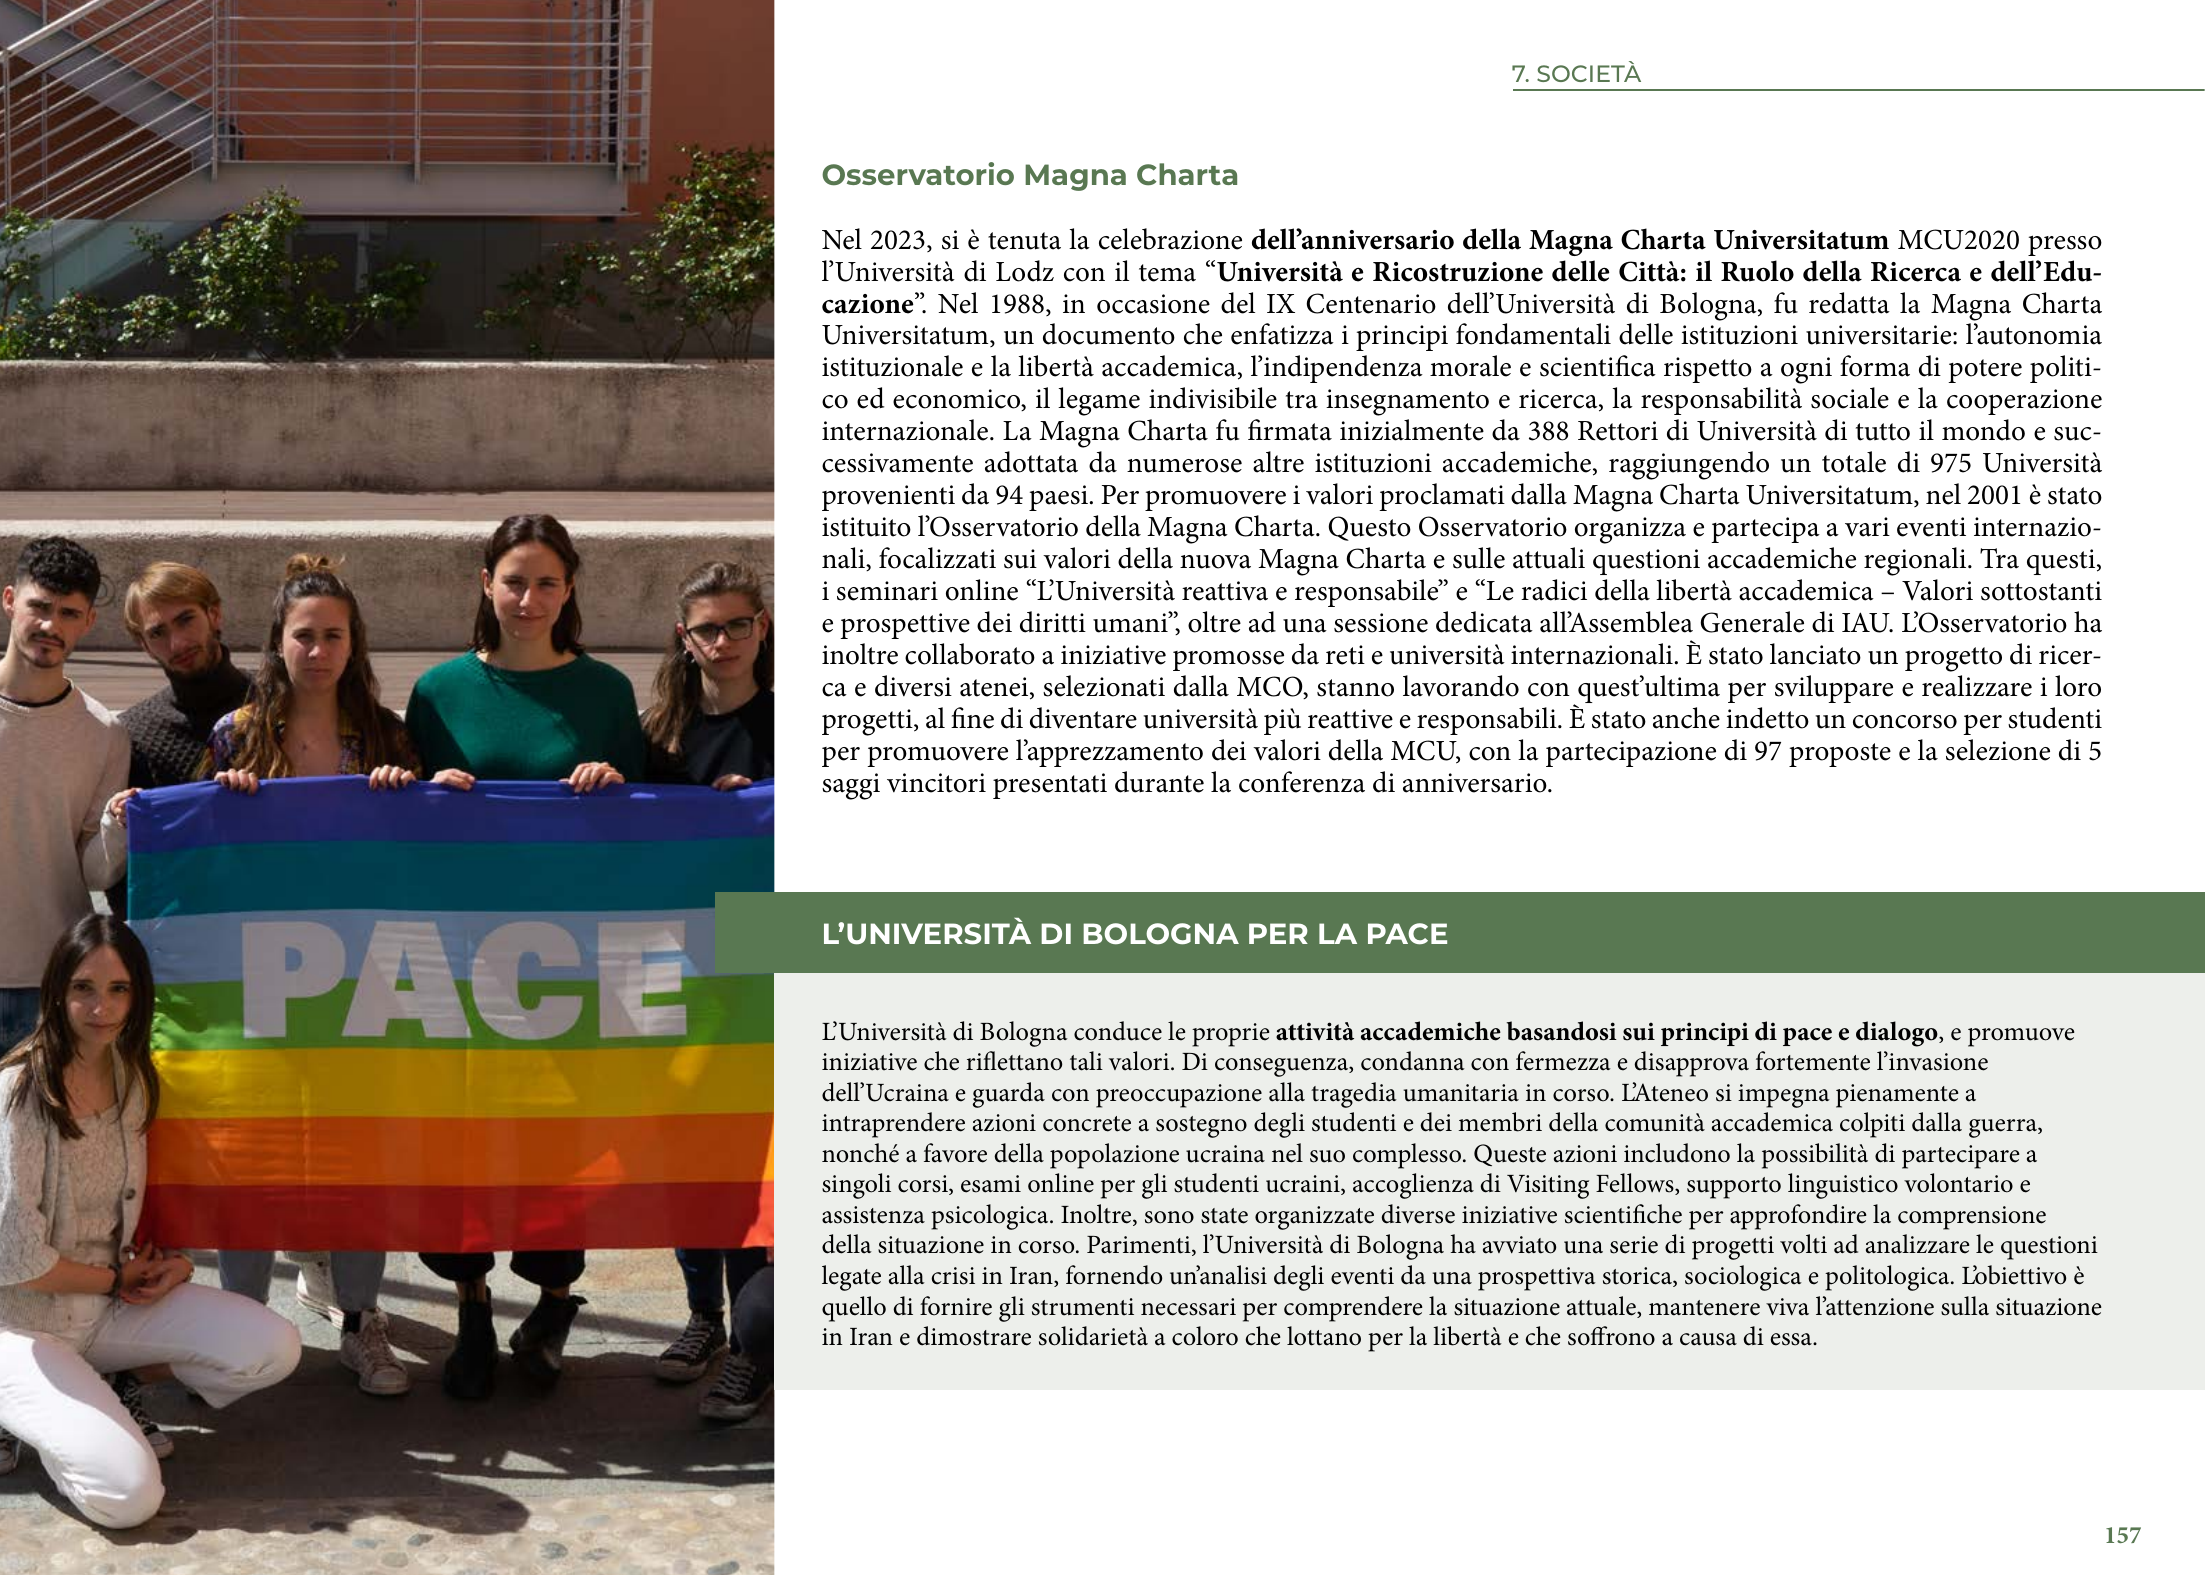 7. SOCIETÀ
Osservatorio Magna Charta
Nel 2023, si è tenuta la celebrazione dell’anniversario della Magna Charta Universitatum MCU2020 presso
l’Università di Lodz con il tema “Università e Ricostruzione delle Città: il Ruolo della Ricerca e dell’Edu-
cazione”. Nel 1988, in occasione del IX Centenario dell’Università di Bologna, fu redatta la Magna Charta
Universitatum, un documento che enfatizza i principi fondamentali delle istituzioni universitarie: l’autonomia
istituzionale e la libertà accademica, l’indipendenza morale e scientifica rispetto a ogni forma di potere politi-
co ed economico, il legame indivisibile tra insegnamento e ricerca, la responsabilità sociale e la cooperazione
internazionale. La Magna Charta fu firmata inizialmente da 388 Rettori di Università di tutto il mondo e suc-
cessivamente adottata da numerose altre istituzioni accademiche, raggiungendo un totale di 975 Università
provenienti da 94 paesi. Per promuovere i valori proclamati dalla Magna Charta Universitatum, nel 2001 è stato
istituito l’Osservatorio della Magna Charta. Questo Osservatorio organizza e partecipa a vari eventi internazio-
nali, focalizzati sui valori della nuova Magna Charta e sulle attuali questioni accademiche regionali. Tra questi,
i seminari online “L’Università reattiva e responsabile” e “Le radici della libertà accademica – Valori sottostanti
e prospettive dei diritti umani”, oltre ad una sessione dedicata all’Assemblea Generale di IAU. L’Osservatorio ha
inoltre collaborato a iniziative promosse da reti e università internazionali. È stato lanciato un progetto di ricer-
ca e diversi atenei, selezionati dalla MCO, stanno lavorando con quest’ultima per sviluppare e realizzare i loro
progetti, al fine di diventare università più reattive e responsabili. È stato anche indetto un concorso per studenti
per promuovere l’apprezzamento dei valori della MCU, con la partecipazione di 97 proposte e la selezione di 5
saggi vincitori presentati durante la conferenza di anniversario.
PACE
L’UNIVERSITÀ DI BOLOGNA PER LA PACE
L’Università di Bologna conduce le proprie attività accademiche basandosi sui principi di pace e dialogo, e promuove
iniziative che riflettano tali valori. Di conseguenza, condanna con fermezza e disapprova fortemente l’invasione
dell’Ucraina e guarda con preoccupazione alla tragedia umanitaria in corso. L’Ateneo si impegna pienamente a
intraprendere azioni concrete a sostegno degli studenti e dei membri della comunità accademica colpiti dalla guerra,
nonché a favore della popolazione ucraina nel suo complesso. Queste azioni includono la possibilità di partecipare a
singoli corsi, esami online per gli studenti ucraini, accoglienza di Visiting Fellows, supporto linguistico volontario e
assistenza psicologica. Inoltre, sono state organizzate diverse iniziative scientifiche per approfondire la comprensione
della situazione in corso. Parimenti, l’Università di Bologna ha avviato una serie di progetti volti ad analizzare le questioni
legate alla crisi in Iran, fornendo un’analisi degli eventi da una prospettiva storica, sociologica e politologica. L’obiettivo è
quello di fornire gli strumenti necessari per comprendere la situazione attuale, mantenere viva l’attenzione sulla situazione
in Iran e dimostrare solidarietà a coloro che lottano per la libertà e che soffrono a causa di essa.
157